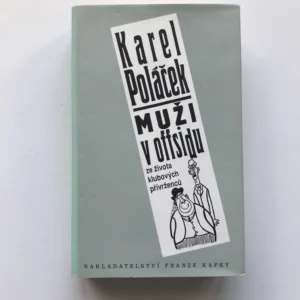 Karel
Poláček
MUŽI
v offsidu
ze života
klubových
přívrženců
NAKLADATELSTVÍ FRANZE KAFKY